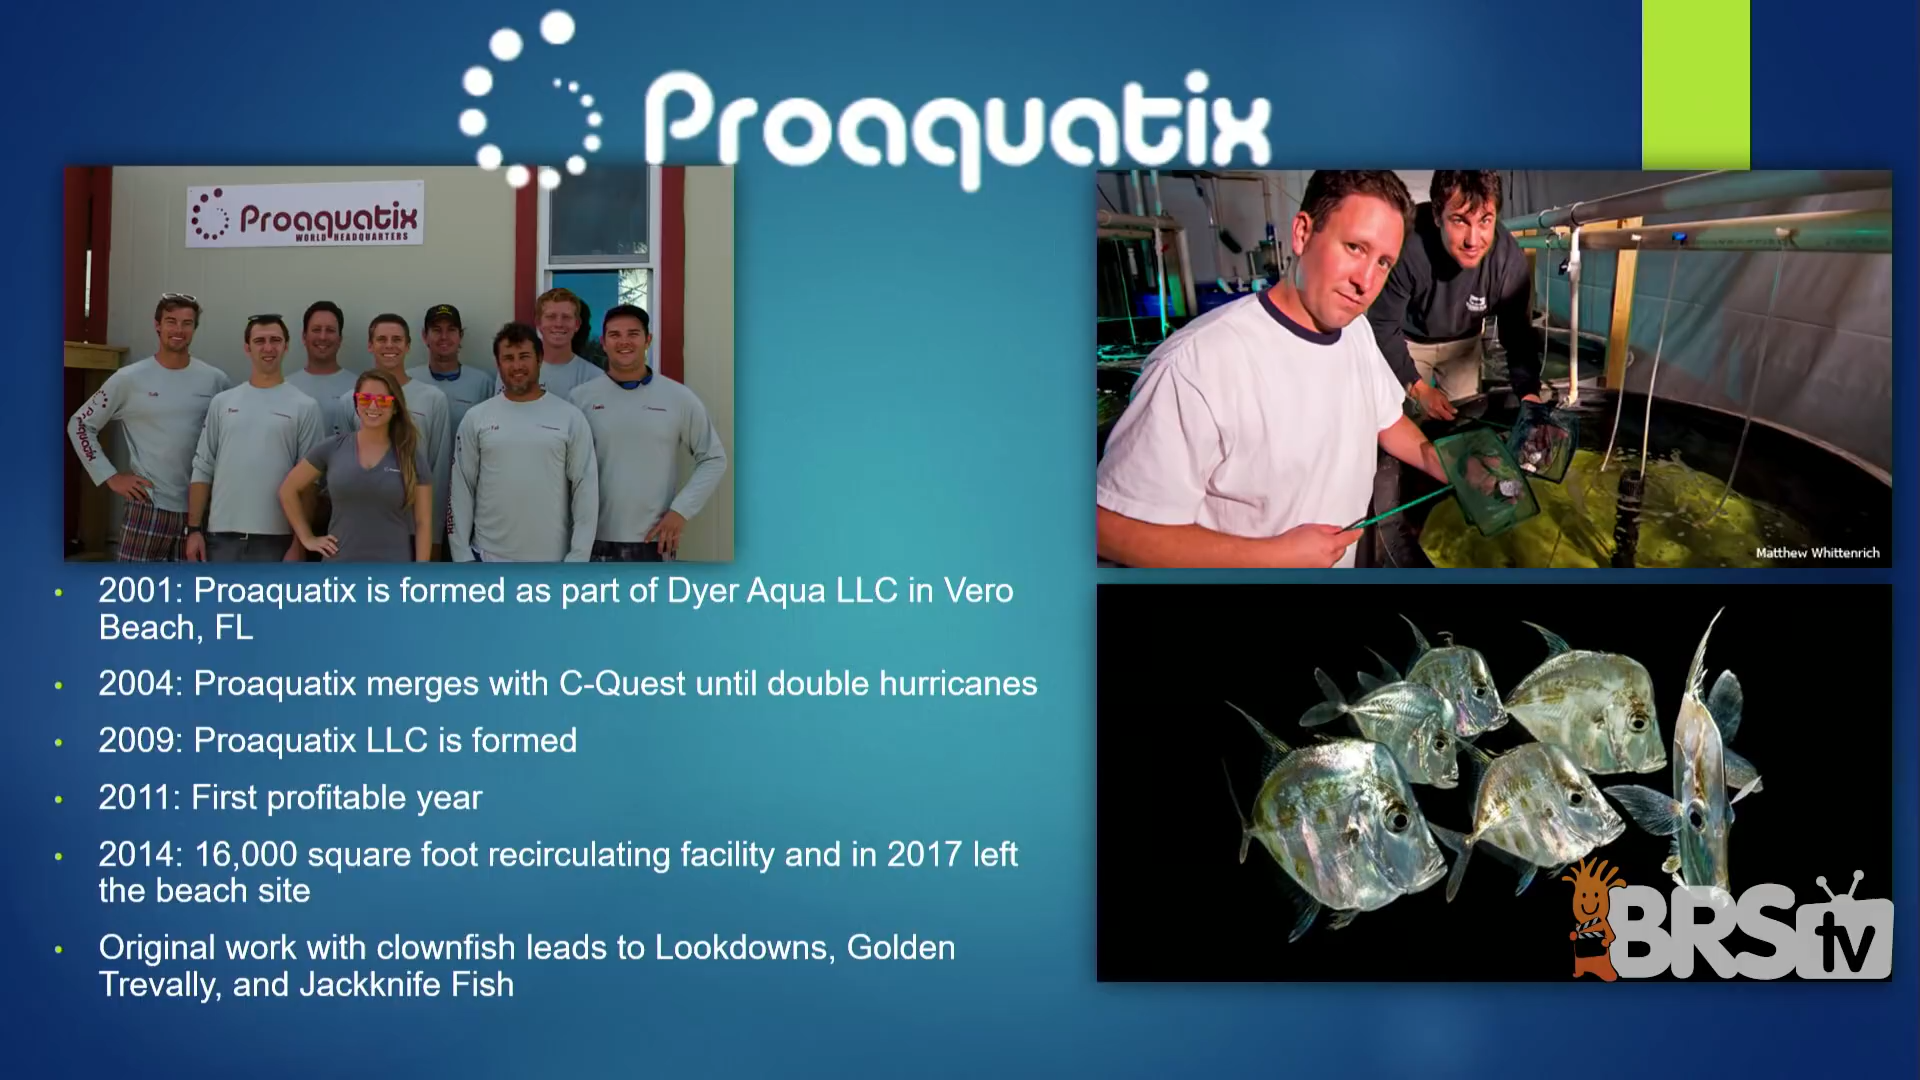 Proaquatix
Proaquatix
WORLD HEADQUARTERS
Matthew Whittenrich
• 2001: Proaquatix is formed as part of Dyer Aqua LLC in Vero
Beach, FL
• 2004: Proaquatix merges with C-Quest until double hurricanes
• 2009: Proaquatix LLC is formed
• 2011: First profitable year
• 2014: 16,000 square foot recirculating facility and in 2017 left
the beach site
• Original work with clownfish leads to Lookdowns, Golden
Trevally, and Jackknife Fish
BRStv